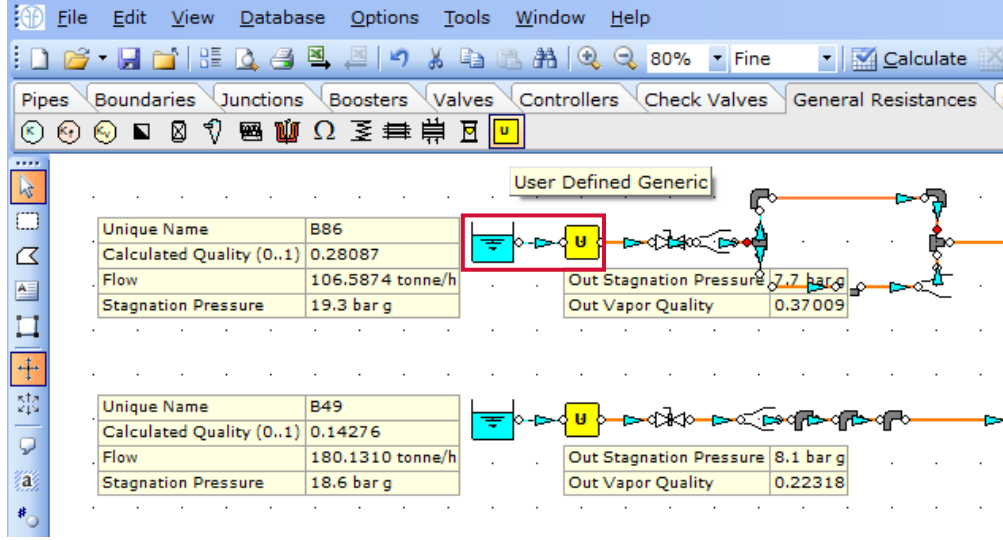 File Edit View Database Options Tools Window Help
80% Fine Calculate
Pipes Boundaries Junctions Boosters Valves Controllers Check Valves General Resistances
User Defined Generic
Unique Name B86
Calculated Quality (0..1) 0.28087
Flow 106.5874 tonne/h
Stagnation Pressure 19.3 bar g
U
Out Stagnation Pressure 7.7 bar g
Out Vapor Quality 0.37009
Unique Name B49
Calculated Quality (0..1) 0.14276
Flow 180.1310 tonne/h
Stagnation Pressure 18.6 bar g
U
Out Stagnation Pressure 8.1 bar g
Out Vapor Quality 0.22318